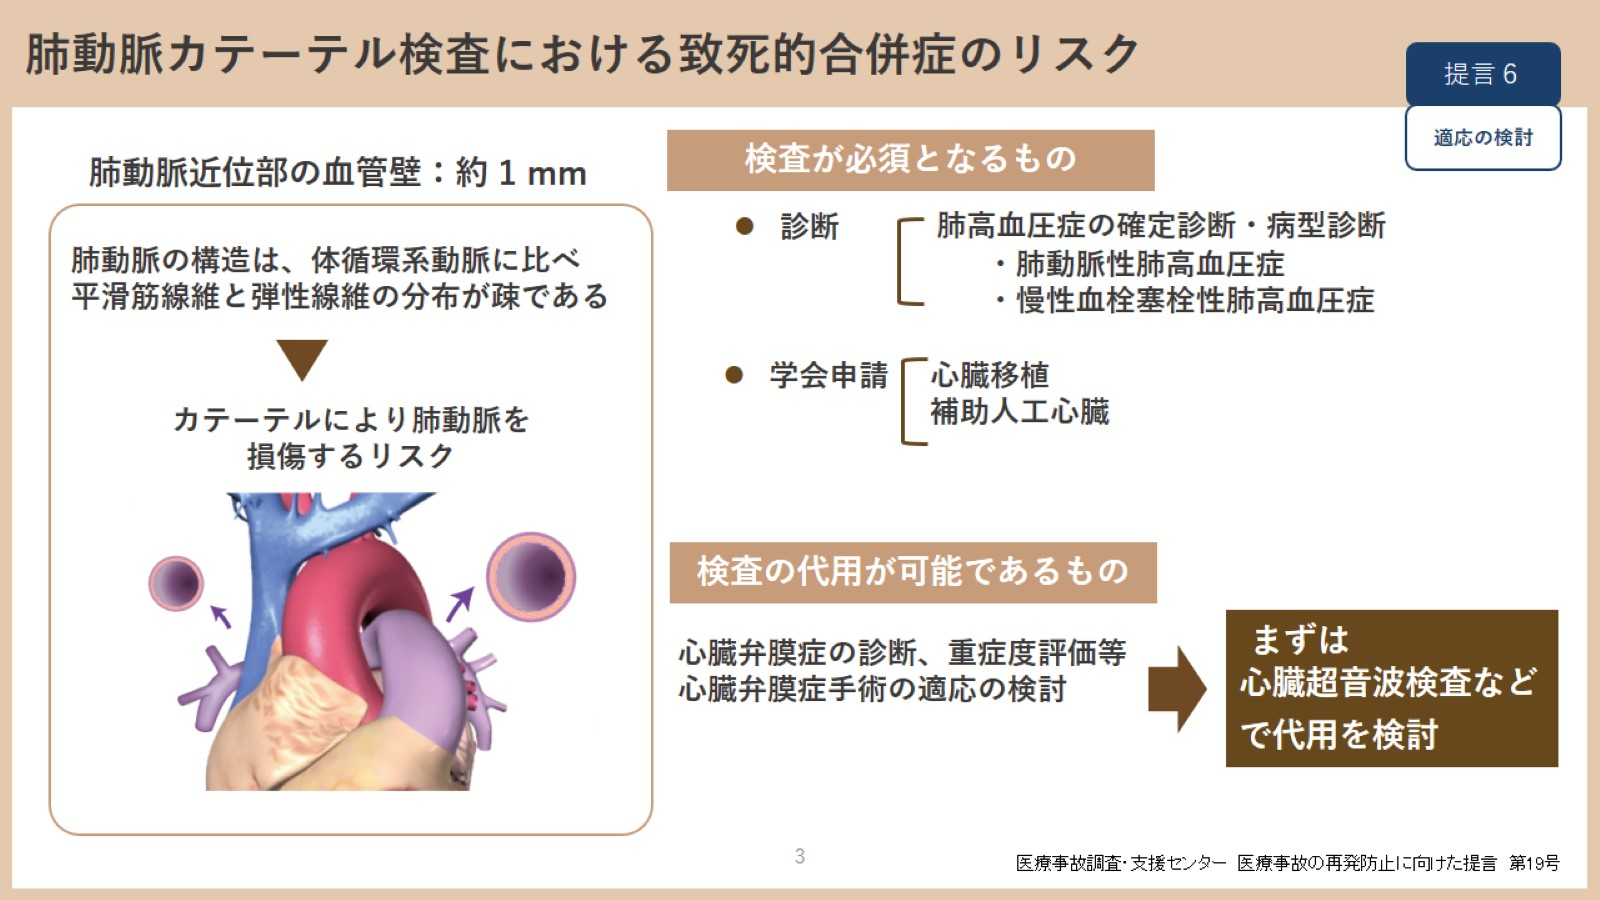 肺動脈カテーテル検査における致死的合併症のリスク
提言６
適応の検討
肺動脈近位部の血管壁：約 1 mm
肺動脈の構造は、体循環系動脈に比べ
平滑筋線維と弾性線維の分布が疎である
カテーテルにより肺動脈を
損傷するリスク
検査が必須となるもの
● 診断
肺高血圧症の確定診断・病型診断
・肺動脈性肺高血圧症
・慢性血栓塞栓性肺高血圧症
● 学会申請
心臓移植
補助人工心臓
検査の代用が可能であるもの
心臓弁膜症の診断、重症度評価等
心臓弁膜症手術の適応の検討
まずは
心臓超音波検査など
で代用を検討
3
医療事故調査･支援センター　医療事故の再発防止に向けた提言　第19号